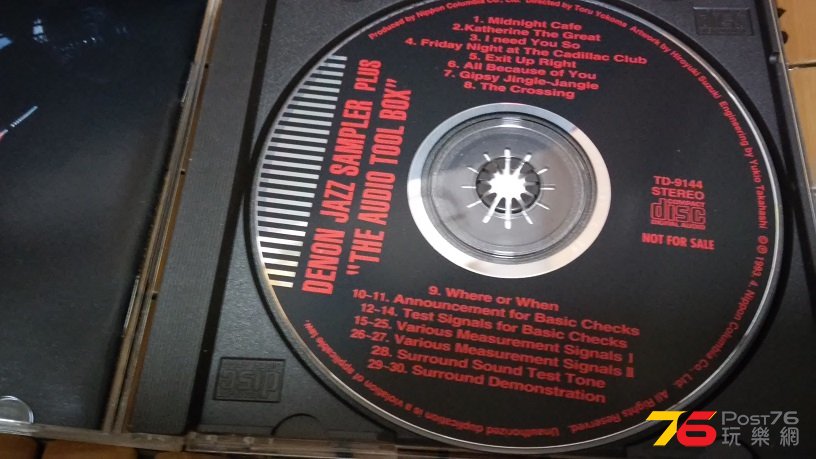 Produced by Nippon Columbia Co., Ltd. Directed by Toru Yokoma Artwork by Hiroyuki Suzuki Engineering by Yukio Takahashi ℗© 1993. 4, Nippon Columbia Co., Ltd. All Rights Reserved.
1. Midnight Cafe
2.Katherine The Great
3. I need You So
4. Friday Night at The Cadillac Club
5. Exit Up Right
6. All Because of You
7. Gipsy Jingle-Jangle
8. The Crossing
DENON JAZZ SAMPLER PLUS
"THE AUDIO TOOL BOX"
TD-9144
STEREO
COMPACT
disc
DIGITAL AUDIO
NOT FOR SALE
9. Where or When
10-11. Announcement for Basic Checks
12-14. Test Signals for Basic Checks
15-25. Various Measurement Signals I
26-27. Various Measurement Signals II
28. Surround Sound Test Tone
29-30. Surround Demonstration
Unauthorized duplication is a violation of applicable law.
disc
76 POST76
玩樂網